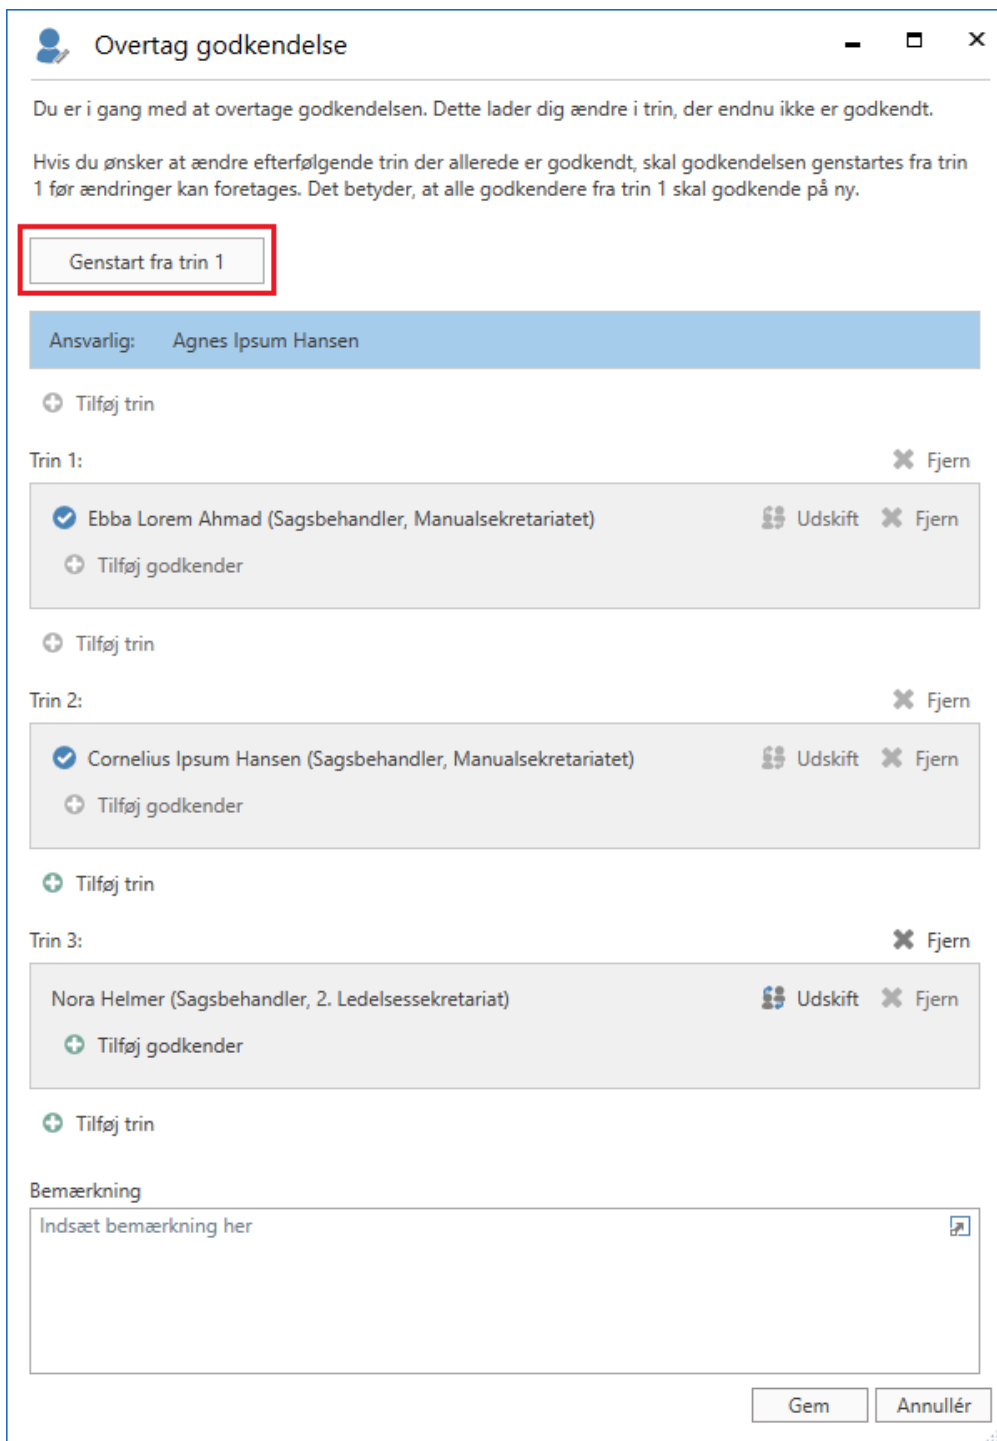 Overtag godkendelse
Du er i gang med at overtage godkendelsen. Dette lader dig ændre i trin, der endnu ikke er godkendt.
Hvis du ønsker at ændre efterfølgende trin der allerede er godkendt, skal godkendelsen genstartes fra trin
1 før ændringer kan foretages. Det betyder, at alle godkendere fra trin 1 skal godkende på ny.
Genstart fra trin 1
Ansvarlig: Agnes Ipsum Hansen
Tilføj trin
Trin 1: Fjern
Ebba Lorem Ahmad (Sagsbehandler, Manualsekretariatet) Udskift Fjern
Tilføj godkender
Tilføj trin
Trin 2: Fjern
Cornelius Ipsum Hansen (Sagsbehandler, Manualsekretariatet) Udskift Fjern
Tilføj godkender
Tilføj trin
Trin 3: Fjern
Nora Helmer (Sagsbehandler, 2. Ledelsessekretariat) Udskift Fjern
Tilføj godkender
Tilføj trin
Bemærkning
Indsæt bemærkning her
Gem Annullér